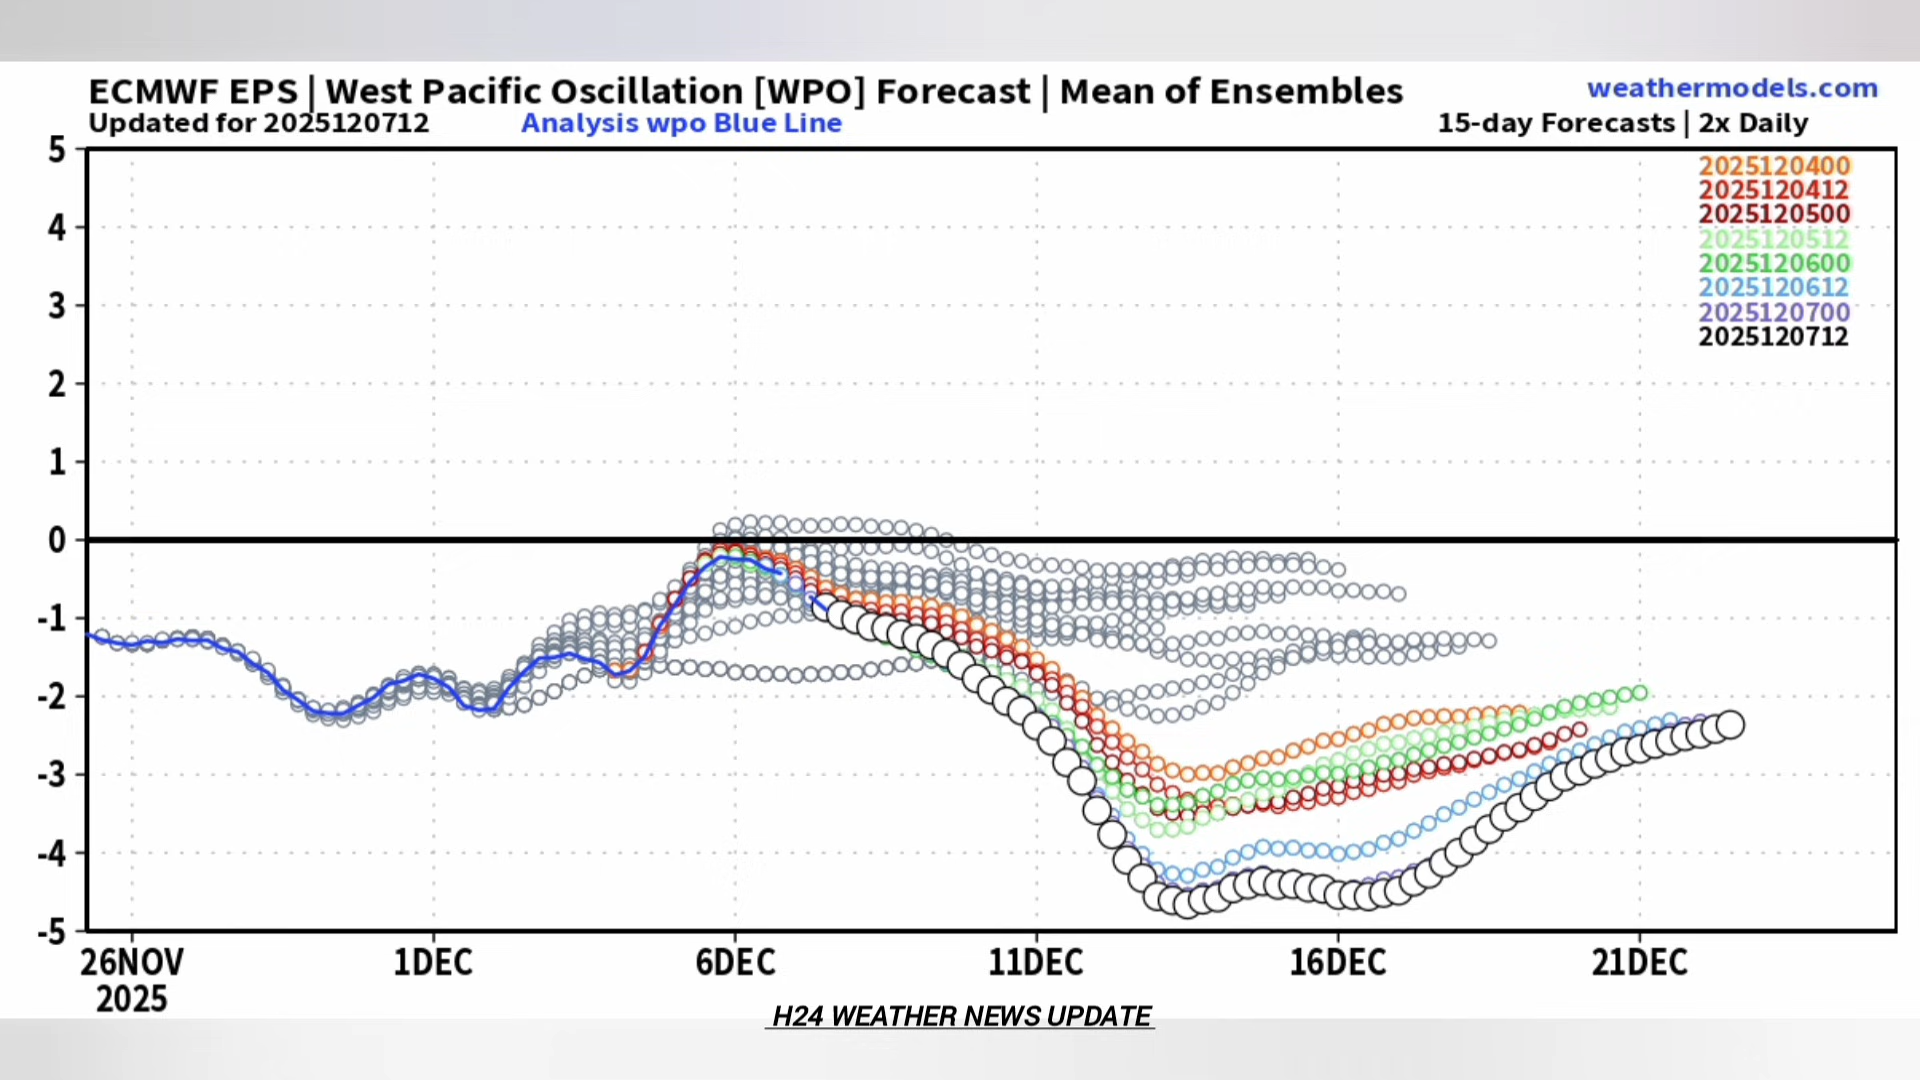 ECMWF EPS | West Pacific Oscillation [WPO] Forecast | Mean of Ensembles
weathermodels.com
Updated for 2025120712
Analysis wpo Blue Line
15-day Forecasts | 2x Daily
5
4
3
2
1
0
-1
-2
-3
-4
-5
2025120400
2025120412
2025120500
2025120512
2025120600
2025120612
2025120700
2025120712
26NOV
2025
1DEC
6DEC
11DEC
16DEC
21DEC
H24 WEATHER NEWS UPDATE